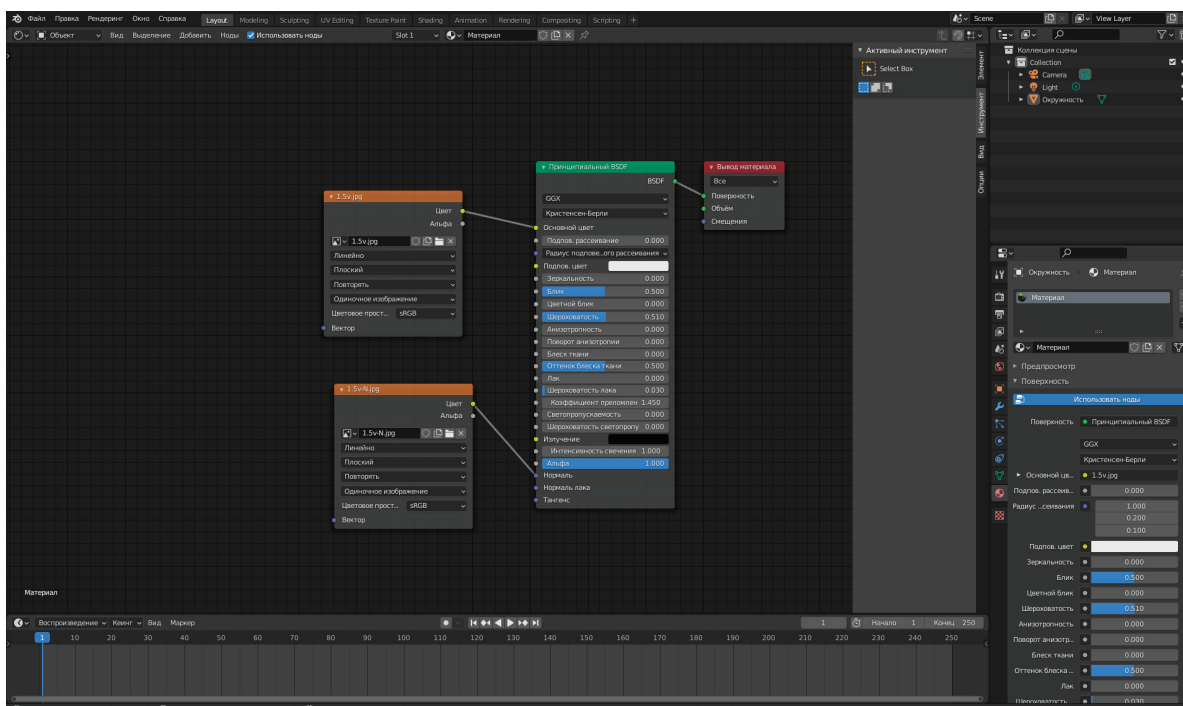 Файл Правка Рендеринг Окно Справка Layout Modeling Sculpting UV Editing Texture Paint Shading Animation Rendering Compositing Scripting + Scene View Layer
Объект Вид Выделение Добавить Ноды Использовать ноды Slot 1 Материал
Активный инструмент
Select Box
Элемент
Инструмент
Вид
Опции
Коллекция сцены
Collection
Camera
Light
Окружность
1.5v.jpg
Цвет
Альфа
1.5v.jpg
Линейно
Плоский
Повторять
Одиночное изображение
Цветовое прост... sRGB
Вектор
1.5v-N.jpg
Цвет
Альфа
1.5v-N.jpg
Линейно
Плоский
Повторять
Одиночное изображение
Цветовое прост... sRGB
Вектор
Принципиальный BSDF
BSDF
GGX
Кристенсен-Берли
Основной цвет
Подпов. рассеивание 0.000
Радиус подпове...ого рассеивания
Подпов. цвет
Зеркальность 0.000
Блик 0.500
Цветной блик 0.000
Шероховатость 0.510
Анизотропность 0.000
Поворот анизотропии 0.000
Блеск ткани 0.000
Оттенок блеска ткани 0.500
Лак 0.000
Шероховатость лака 0.030
Коэффициент преломлен 1.450
Светопропускаемость 0.000
Шероховатость светопропу 0.000
Излучение
Интенсивность свечения 1.000
Альфа 1.000
Нормаль
Нормаль лака
Тангенс
Вывод материала
Все
Поверхность
Объём
Смещения
Материал
Окружность Материал
Материал
Материал
Предпросмотр
Поверхность
Использовать ноды
Поверхность Принципиальный BSDF
GGX
Кристенсен-Берли
Основной цв... 1.5v.jpg
Подпов. рассеив... 0.000
Радиус ...сеивания 1.000
0.200
0.100
Подпов. цвет
Зеркальность 0.000
Блик 0.500
Цветной блик 0.000
Шероховатость 0.510
Анизотропность 0.000
Поворот анизотр... 0.000
Блеск ткани 0.000
Оттенок блеска ... 0.500
Лак 0.000
Шероховатость 0.030
Воспроизведение Кеинг Вид Маркер 1 Начало 1 Конец 250
1 10 20 30 40 50 60 70 80 90 100 110 120 130 140 150 160 170 180 190 200 210 220 230 240 250